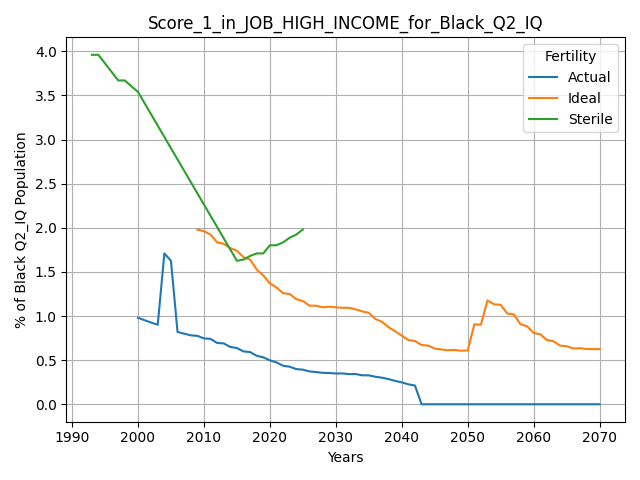 Score_1_in_JOB_HIGH_INCOME_for_Black_Q2_IQ
Fertility
Actual
Ideal
Sterile
% of Black Q2_IQ Population
4.0
3.5
3.0
2.5
2.0
1.5
1.0
0.5
0.0
1990 2000 2010 2020 2030 2040 2050 2060 2070
Years